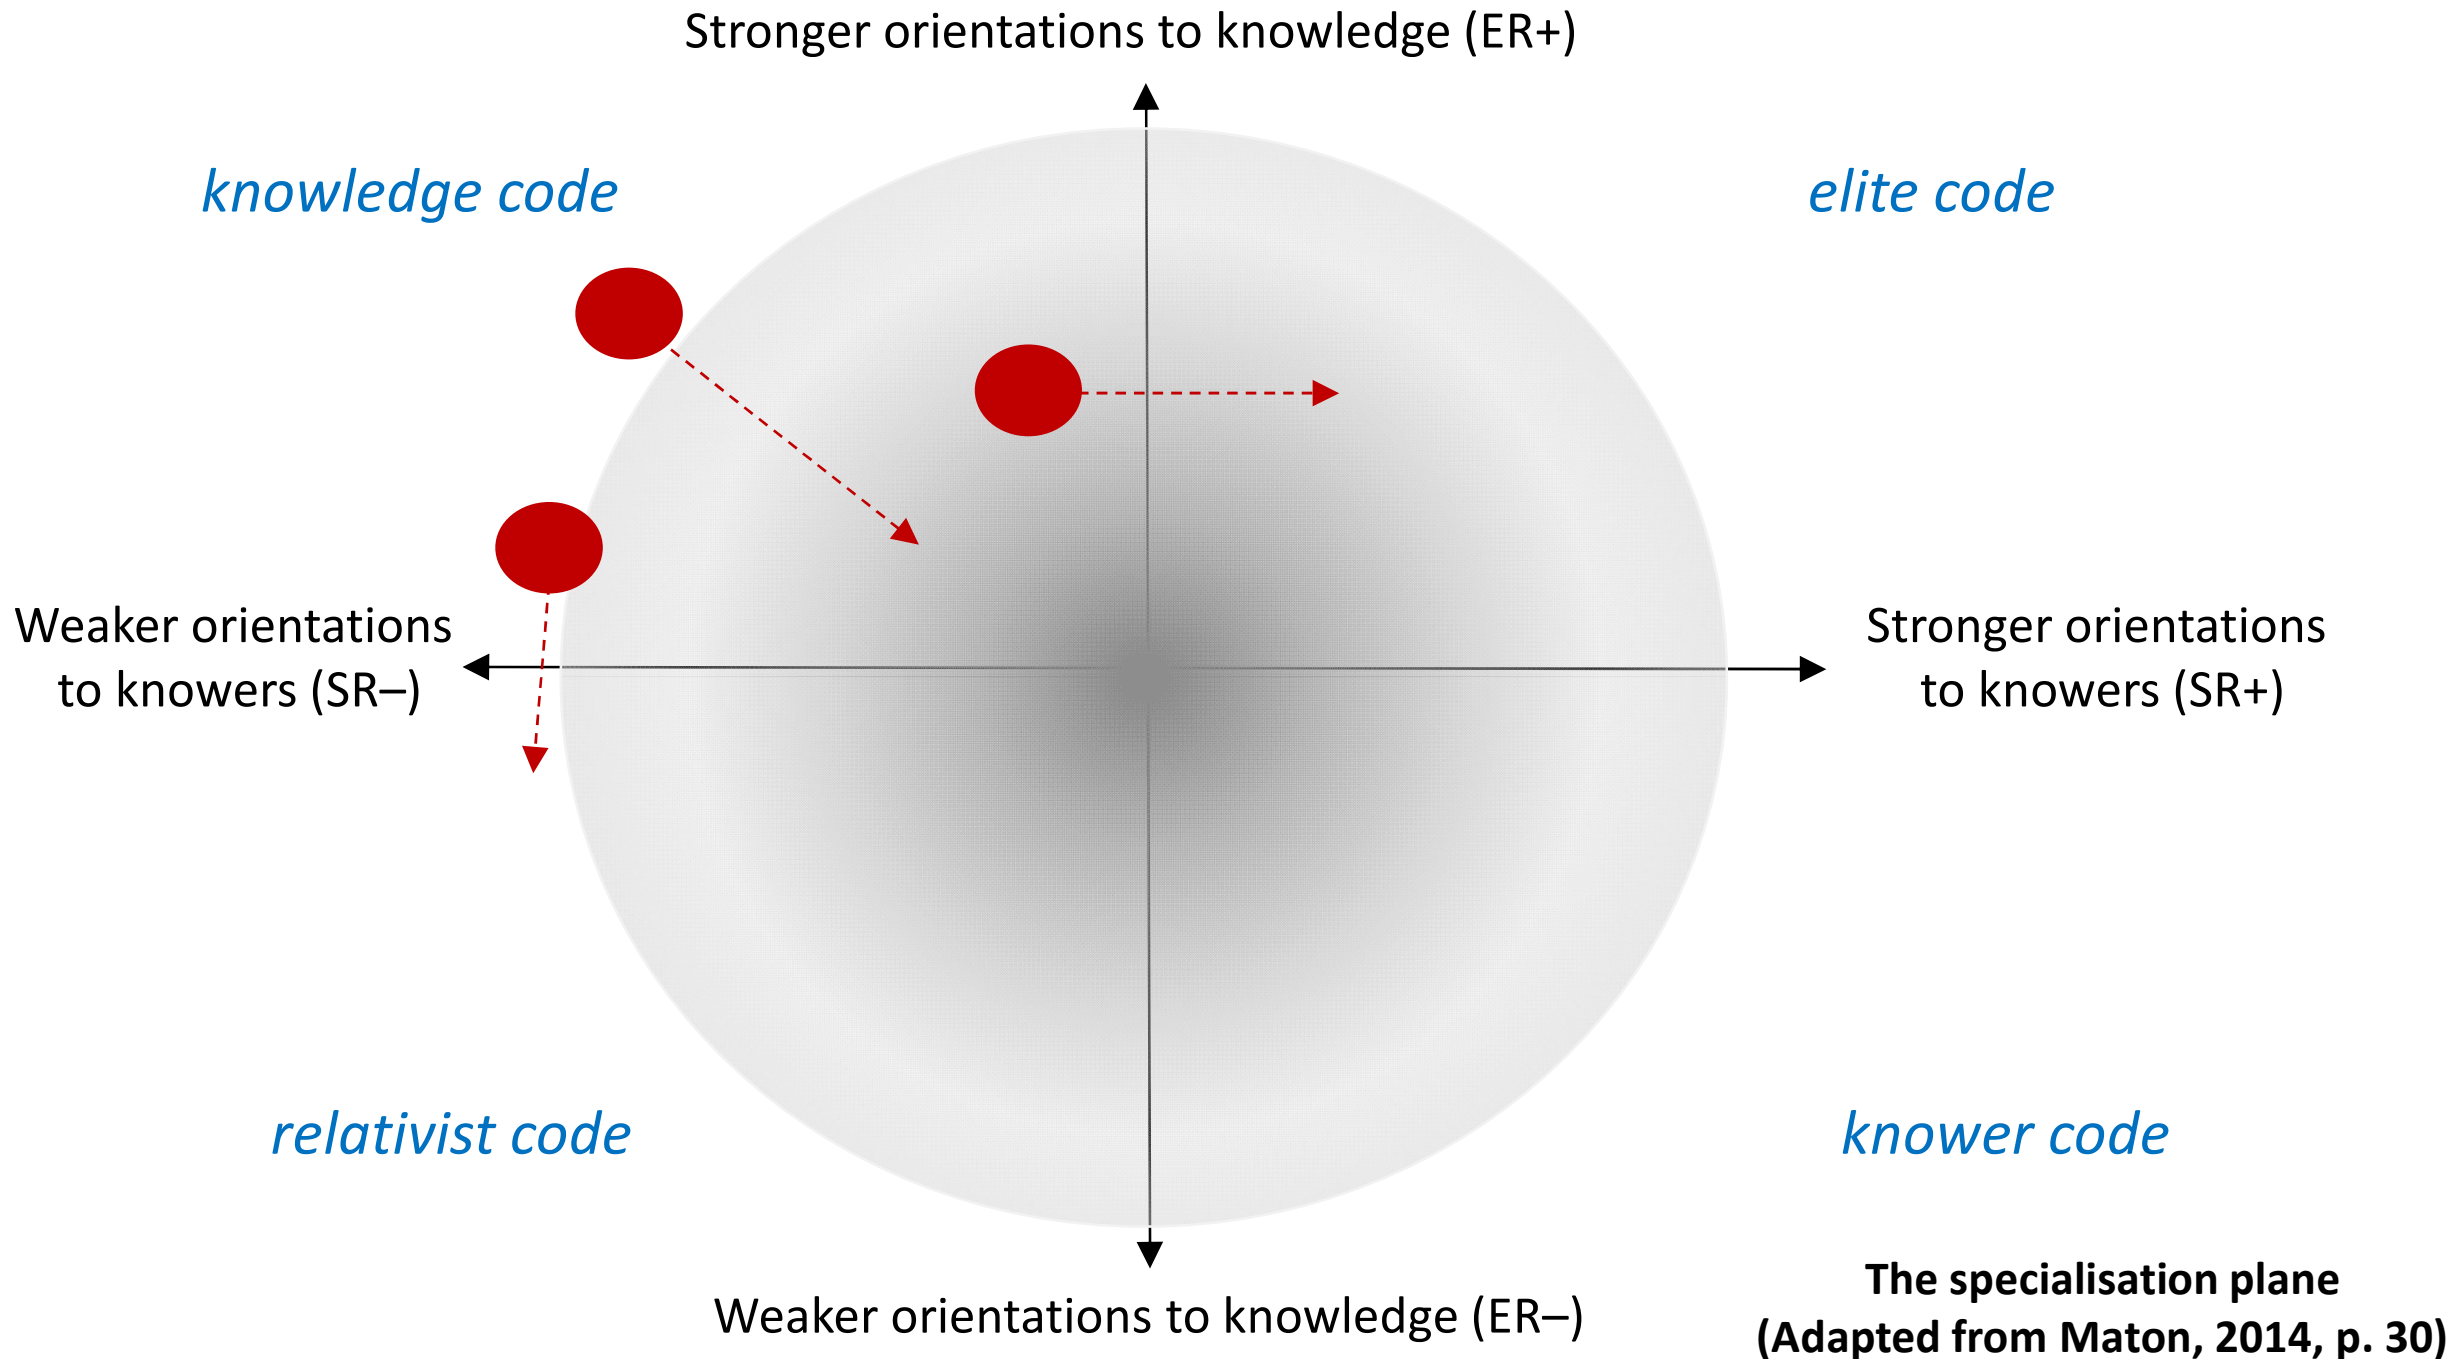 Stronger orientations to knowledge (ER+)
knowledge code
elite code
Weaker orientations
to knowers (SR–)
Stronger orientations
to knowers (SR+)
relativist code
knower code
Weaker orientations to knowledge (ER–)
The specialisation plane
(Adapted from Maton, 2014, p. 30)